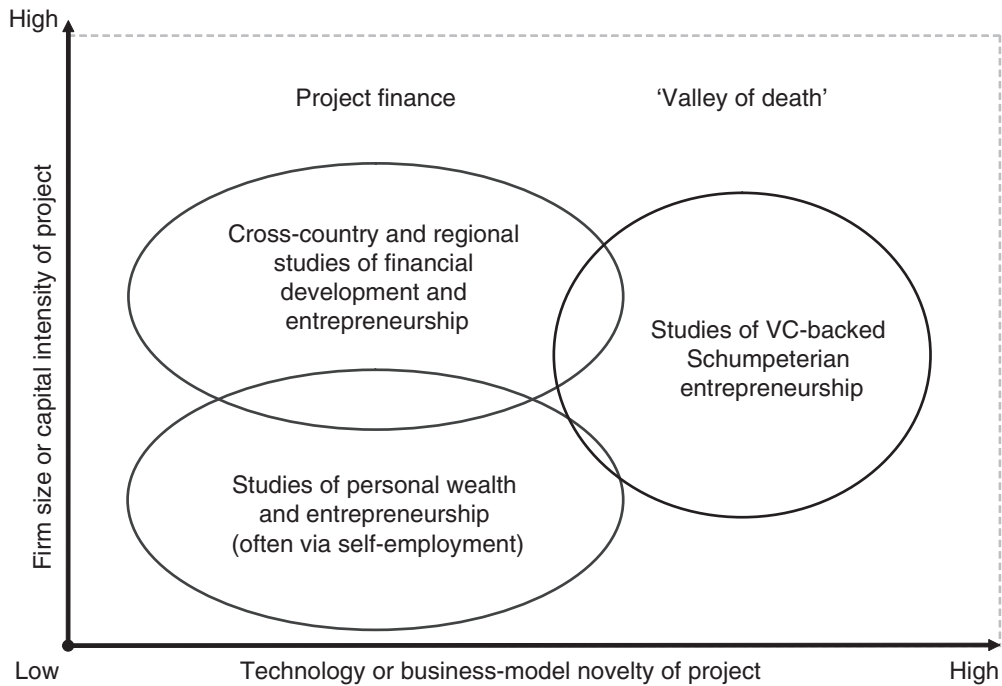 High
Project finance
‘Valley of death’
Cross-country and regional
studies of financial
development and
entrepreneurship
Studies of VC-backed
Schumpeterian
entrepreneurship
Studies of personal wealth
and entrepreneurship
(often via self-employment)
Firm size or capital intensity of project
Low
Technology or business-model novelty of project
High